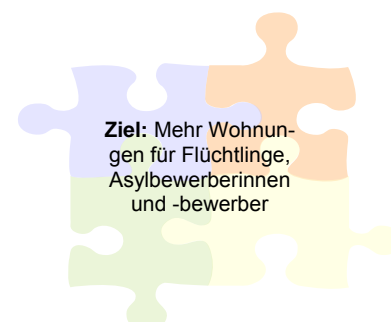 Ziel: Mehr Wohnun-
gen für Flüchtlinge,
Asylbewerberinnen
und -bewerber